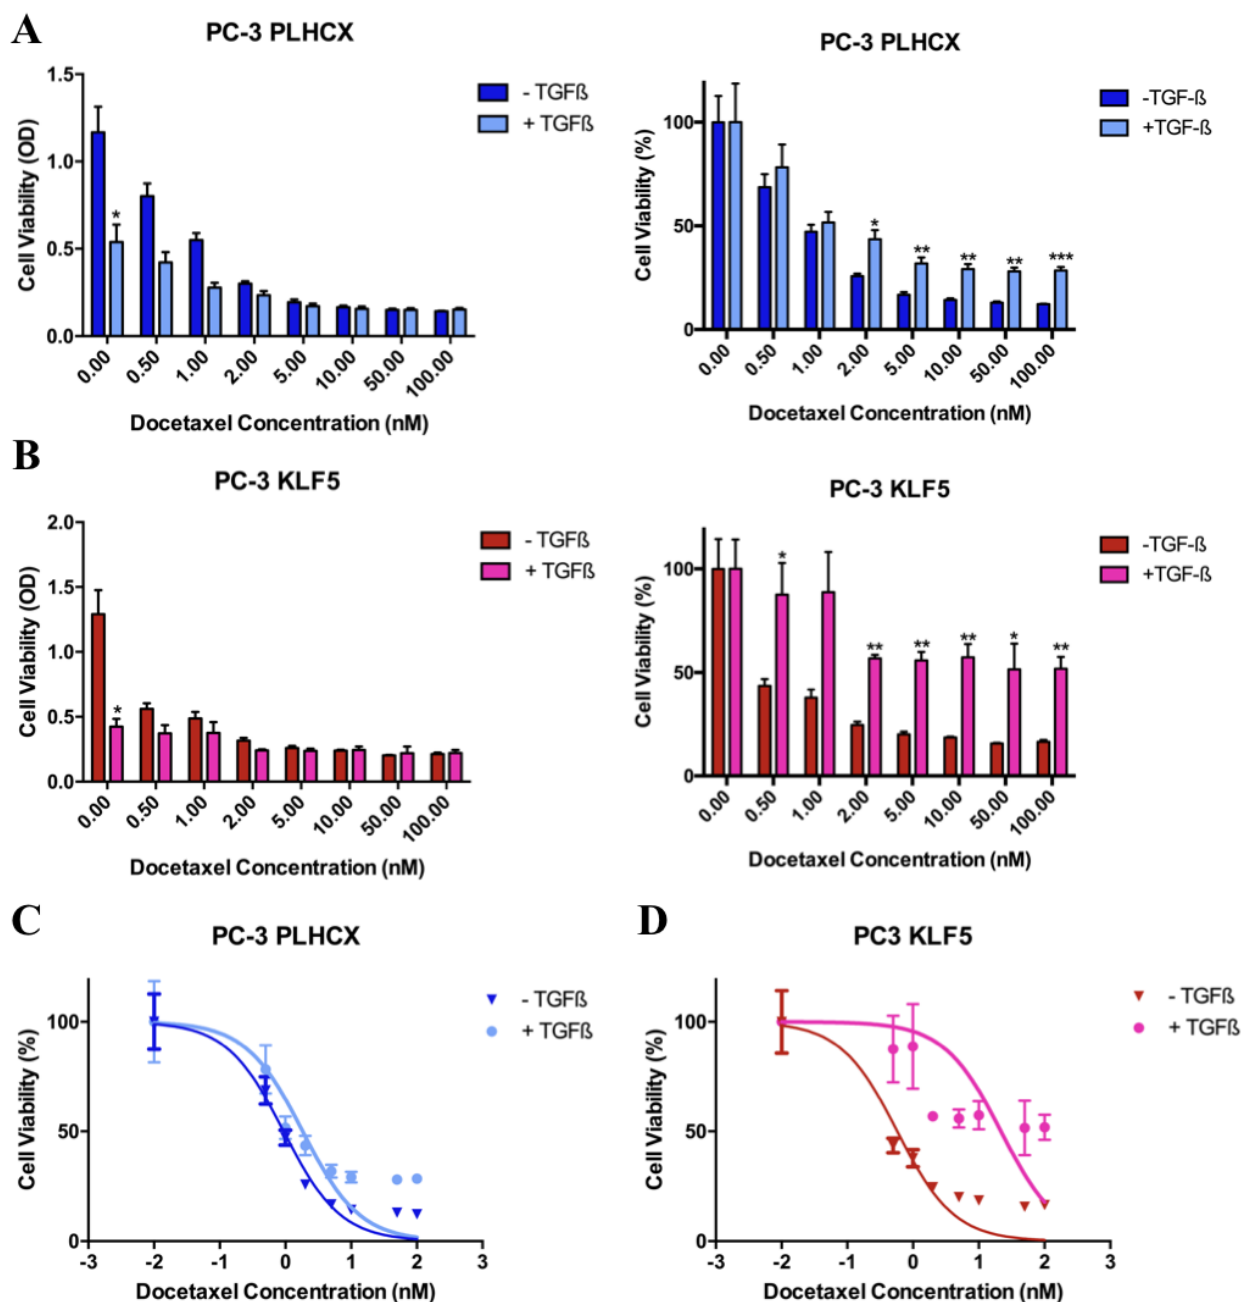 A
PC-3 PLHCX
Cell Viability (OD)
1.5
1.0
0.5
0.0
*
- TGFß
+ TGFß
0.00 0.50 1.00 2.00 5.00 10.00 50.00 100.00
Docetaxel Concentration (nM)
PC-3 PLHCX
Cell Viability (%)
100
50
0
* ** ** ** ***
-TGF-ß
+TGF-ß
0.00 0.50 1.00 2.00 5.00 10.00 50.00 100.00
Docetaxel Concentration (nM)
B
PC-3 KLF5
Cell Viability (OD)
2.0
1.5
1.0
0.5
0.0
*
- TGFß
+ TGFß
0.00 0.50 1.00 2.00 5.00 10.00 50.00 100.00
Docetaxel Concentration (nM)
PC-3 KLF5
Cell Viability (%)
100
50
0
* ** ** ** * **
-TGF-ß
+TGF-ß
0.00 0.50 1.00 2.00 5.00 10.00 50.00 100.00
Docetaxel Concentration (nM)
C
PC-3 PLHCX
Cell Viability (%)
100
50
0
- TGFß
+ TGFß
-3 -2 -1 0 1 2 3
Docetaxel Concentration (nM)
D
PC3 KLF5
Cell Viability (%)
100
50
0
- TGFß
+ TGFß
-3 -2 -1 0 1 2 3
Docetaxel Concentration (nM)